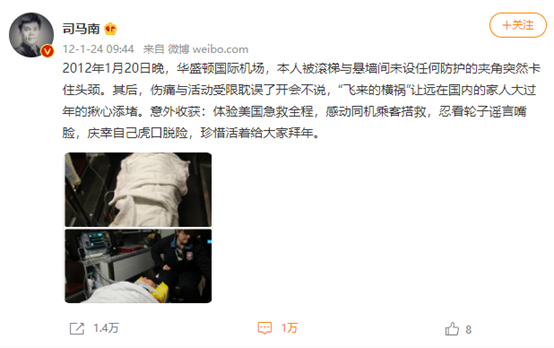 司马南
+关注
12-1-24 09:44 来自 微博 weibo.com
2012年1月20日晚，华盛顿国际机场，本人被滚梯与悬墙间未设任何防护的夹角突然卡
住头颈。其后，伤痛与活动受限耽误了开会不说，“飞来的横祸”让远在国内的家人大过
年的揪心添堵。意外收获：体验美国急救全程，感动同机乘客搭救，忍看轮子谣言嘴
脸，庆幸自己虎口脱险，珍惜活着给大家拜年。
1.4万 1万 8